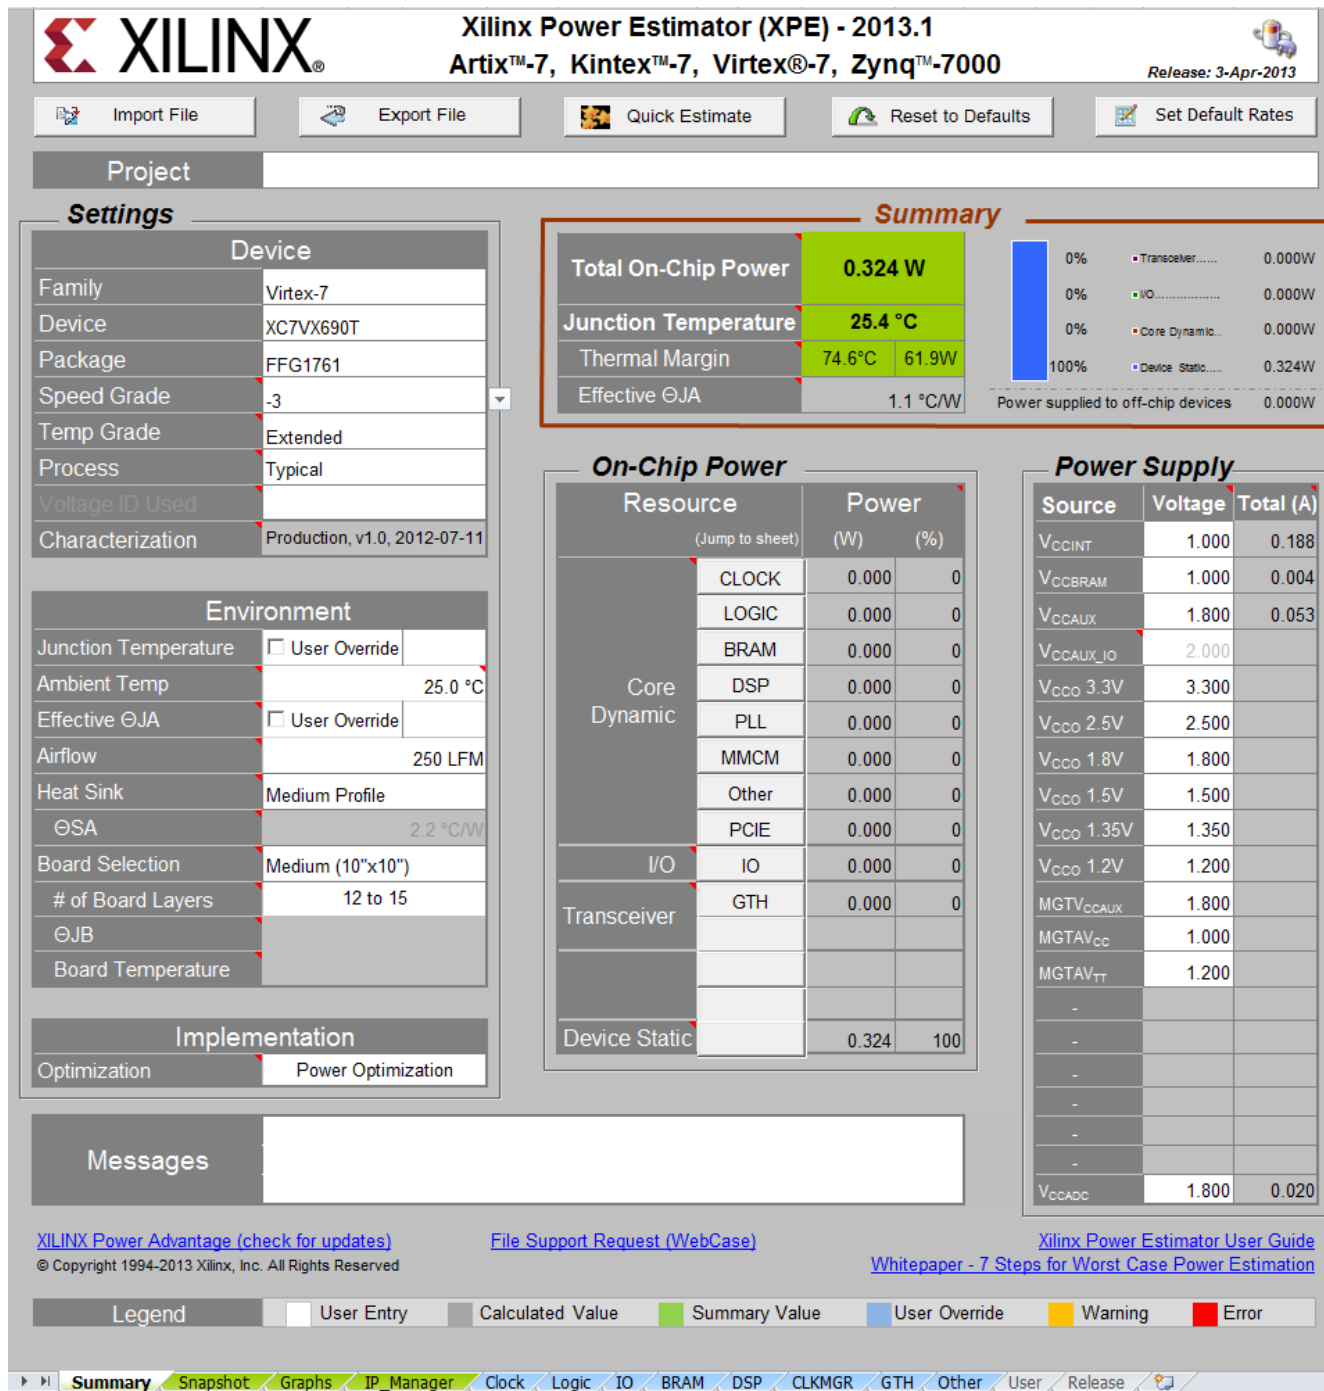 XILINX®
Xilinx Power Estimator (XPE) - 2013.1
Artix™-7, Kintex™-7, Virtex®-7, Zynq™-7000
Release: 3-Apr-2013
Import File
Export File
Quick Estimate
Reset to Defaults
Set Default Rates
Project
Settings
Device
Family Virtex-7
Device XC7VX690T
Package FFG1761
Speed Grade -3
Temp Grade Extended
Process Typical
Voltage ID Used
Characterization Production, v1.0, 2012-07-11
Environment
Junction Temperature User Override
Ambient Temp 25.0 °C
Effective ΘJA User Override
Airflow 250 LFM
Heat Sink Medium Profile
ΘSA 2.2 °C/W
Board Selection Medium (10"x10")
# of Board Layers 12 to 15
ΘJB
Board Temperature
Implementation
Optimization Power Optimization
Summary
Total On-Chip Power 0.324 W
Junction Temperature 25.4 °C
Thermal Margin 74.6°C 61.9W
Effective ΘJA 1.1 °C/W
0% Transceiver...... 0.000W
0% I/O.................. 0.000W
0% Core Dynamic.. 0.000W
100% Device Static..... 0.324W
Power supplied to off-chip devices 0.000W
On-Chip Power
Resource Power
(Jump to sheet) (W) (%)
Core Dynamic
CLOCK 0.000 0
LOGIC 0.000 0
BRAM 0.000 0
DSP 0.000 0
PLL 0.000 0
MMCM 0.000 0
Other 0.000 0
PCIE 0.000 0
I/O IO 0.000 0
Transceiver GTH 0.000 0
Device Static 0.324 100
Power Supply
Source Voltage Total (A)
VCCINT 1.000 0.188
VCCBRAM 1.000 0.004
VCCAUX 1.800 0.053
VCCAUX_IO 2.000
VCCO 3.3V 3.300
VCCO 2.5V 2.500
VCCO 1.8V 1.800
VCCO 1.5V 1.500
VCCO 1.35V 1.350
VCCO 1.2V 1.200
MGTVCCAUX 1.800
MGTAVCC 1.000
MGTAVTT 1.200
-
-
-
-
-
-
VCCADC 1.800 0.020
Messages
XILINX Power Advantage (check for updates)
File Support Request (WebCase)
Xilinx Power Estimator User Guide
© Copyright 1994-2013 Xilinx, Inc. All Rights Reserved
Whitepaper - 7 Steps for Worst Case Power Estimation
Legend User Entry Calculated Value Summary Value User Override Warning Error
Summary Snapshot Graphs IP_Manager Clock Logic IO BRAM DSP CLKMGR GTH Other User Release